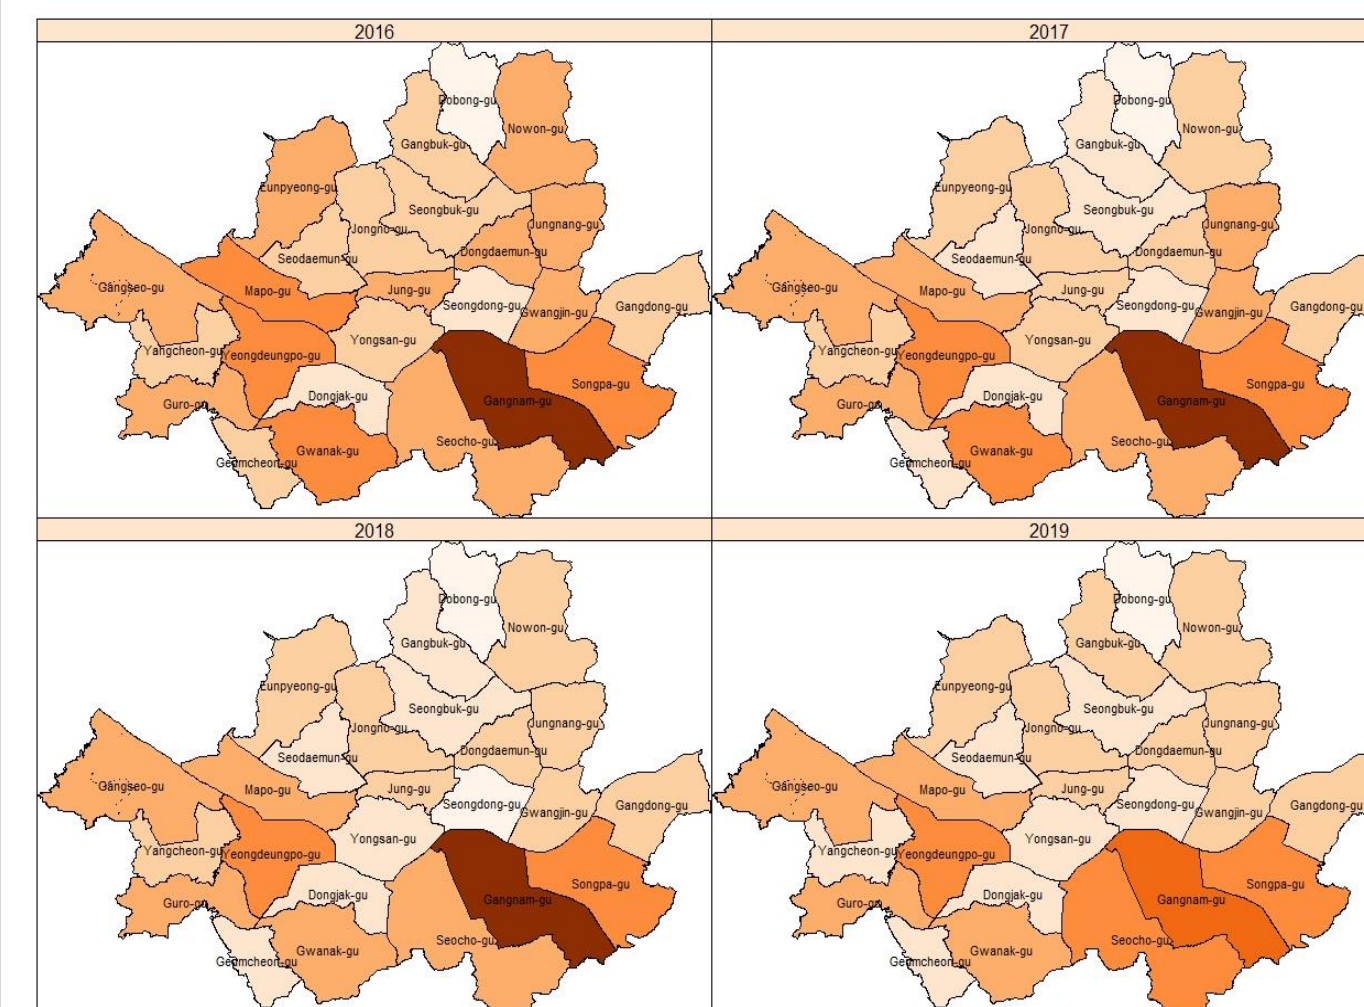 2016
Dobong-gu
Nowon-gu
Gangbuk-gu
Eunpyeong-gu
Seongbuk-gu
Jungnang-gu
Jongno-gu
Dongdaemun-gu
Seodaemun-gu
Gangseo-gu
Mapo-gu
Jung-gu
Seongdong-gu
Gwangjin-gu
Gangdong-gu
Yongsan-gu
Yangcheon-gu
Yeongdeungpo-gu
Songpa-gu
Dongjak-gu
Gangnam-gu
Guro-gu
Seocho-gu
Gwanak-gu
Geumcheon-gu
2017
Dobong-gu
Nowon-gu
Gangbuk-gu
Eunpyeong-gu
Seongbuk-gu
Jungnang-gu
Jongno-gu
Dongdaemun-gu
Seodaemun-gu
Gangseo-gu
Mapo-gu
Jung-gu
Seongdong-gu
Gwangjin-gu
Gangdong-gu
Yongsan-gu
Yangcheon-gu
Yeongdeungpo-gu
Songpa-gu
Dongjak-gu
Gangnam-gu
Guro-gu
Seocho-gu
Gwanak-gu
Geumcheon-gu
2018
Dobong-gu
Nowon-gu
Gangbuk-gu
Eunpyeong-gu
Seongbuk-gu
Jungnang-gu
Jongno-gu
Dongdaemun-gu
Seodaemun-gu
Gangseo-gu
Mapo-gu
Jung-gu
Seongdong-gu
Gwangjin-gu
Gangdong-gu
Yongsan-gu
Yangcheon-gu
Yeongdeungpo-gu
Songpa-gu
Dongjak-gu
Gangnam-gu
Guro-gu
Seocho-gu
Gwanak-gu
Geumcheon-gu
2019
Dobong-gu
Nowon-gu
Gangbuk-gu
Eunpyeong-gu
Seongbuk-gu
Jungnang-gu
Jongno-gu
Dongdaemun-gu
Seodaemun-gu
Gangseo-gu
Mapo-gu
Jung-gu
Seongdong-gu
Gwangjin-gu
Gangdong-gu
Yongsan-gu
Yangcheon-gu
Yeongdeungpo-gu
Songpa-gu
Dongjak-gu
Gangnam-gu
Guro-gu
Seocho-gu
Gwanak-gu
Geumcheon-gu